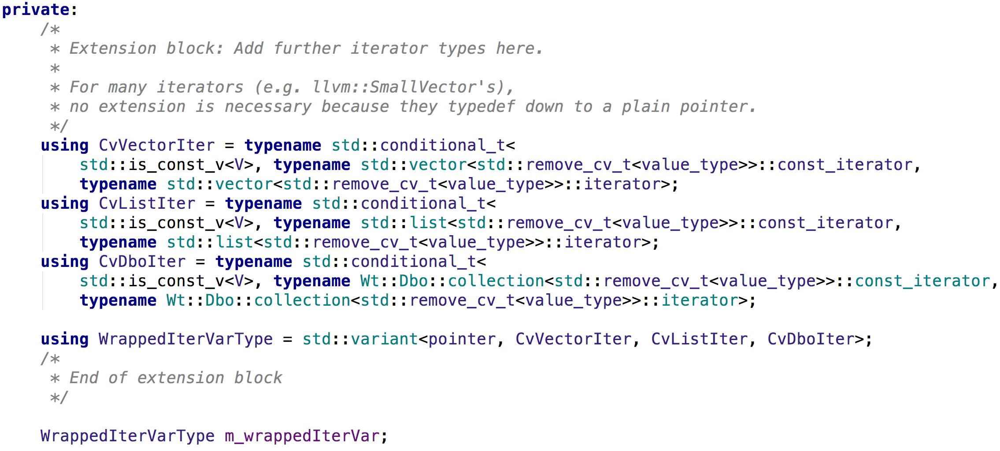 private:
    /*
     * Extension block: Add further iterator types here.
     *
     * For many iterators (e.g. llvm::SmallVector's),
     * no extension is necessary because they typedef down to a plain pointer.
     */
    using CvVectorIter = typename std::conditional_t<
        std::is_const_v<V>, typename std::vector<std::remove_cv_t<value_type>>::const_iterator,
        typename std::vector<std::remove_cv_t<value_type>>::iterator>;
    using CvListIter = typename std::conditional_t<
        std::is_const_v<V>, typename std::list<std::remove_cv_t<value_type>>::const_iterator,
        typename std::list<std::remove_cv_t<value_type>>::iterator>;
    using CvDboIter = typename std::conditional_t<
        std::is_const_v<V>, typename Wt::Dbo::collection<std::remove_cv_t<value_type>>::const_iterator,
        typename Wt::Dbo::collection<std::remove_cv_t<value_type>>::iterator>;

    using WrappedIterVarType = std::variant<pointer, CvVectorIter, CvListIter, CvDboIter>;
    /*
     * End of extension block
     */

    WrappedIterVarType m_wrappedIterVar;